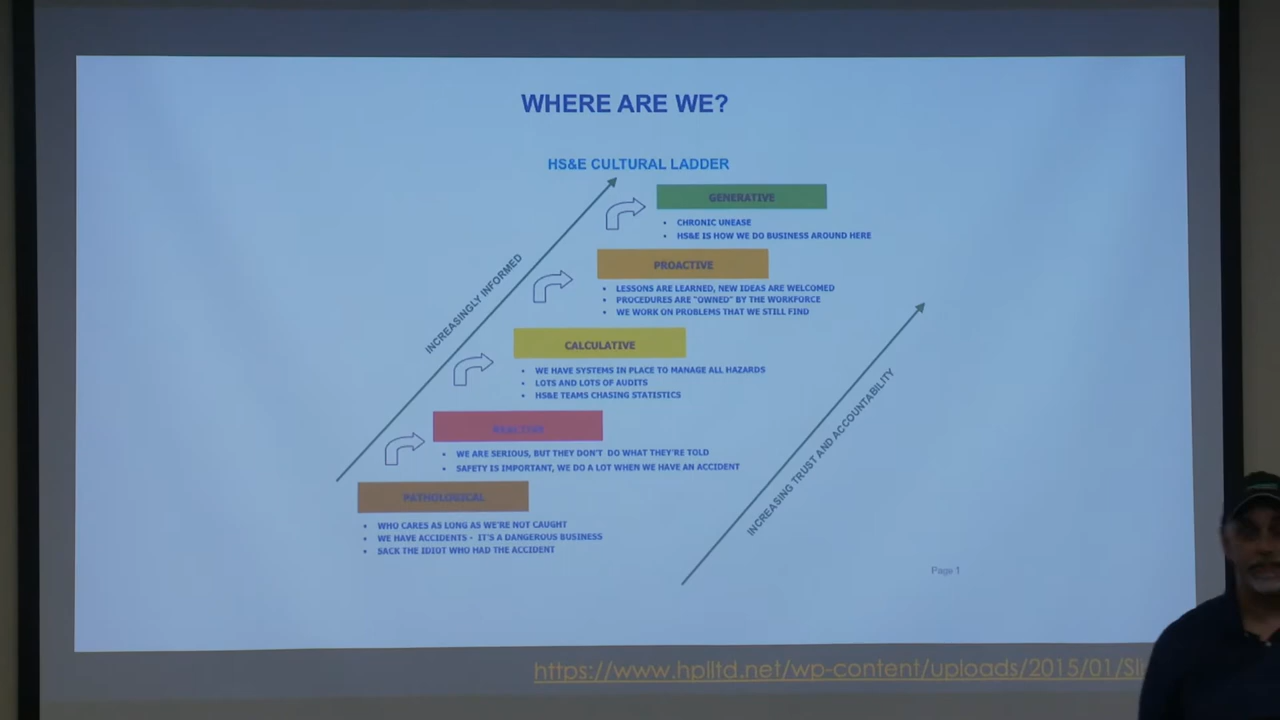 WHERE ARE WE?
HS&E CULTURAL LADDER
GENERATIVE
• CHRONIC UNEASE
• HS&E IS HOW WE DO BUSINESS AROUND HERE
PROACTIVE
• LESSONS ARE LEARNED, NEW IDEAS ARE WELCOMED
• PROCEDURES ARE "OWNED" BY THE WORKFORCE
• WE WORK ON PROBLEMS THAT WE STILL FIND
INCREASINGLY INFORMED
CALCULATIVE
• WE HAVE SYSTEMS IN PLACE TO MANAGE ALL HAZARDS
• LOTS AND LOTS OF AUDITS
• HS&E TEAMS CHASING STATISTICS
REACTIVE
• WE ARE SERIOUS, BUT THEY DON'T DO WHAT THEY'RE TOLD
• SAFETY IS IMPORTANT, WE DO A LOT WHEN WE HAVE AN ACCIDENT
INCREASING TRUST AND ACCOUNTABILITY
PATHOLOGICAL
• WHO CARES AS LONG AS WE'RE NOT CAUGHT
• WE HAVE ACCIDENTS - IT'S A DANGEROUS BUSINESS
• SACK THE IDIOT WHO HAD THE ACCIDENT
Page 1
https://www.hplltd.net/wp-content/uploads/2015/01/Sli